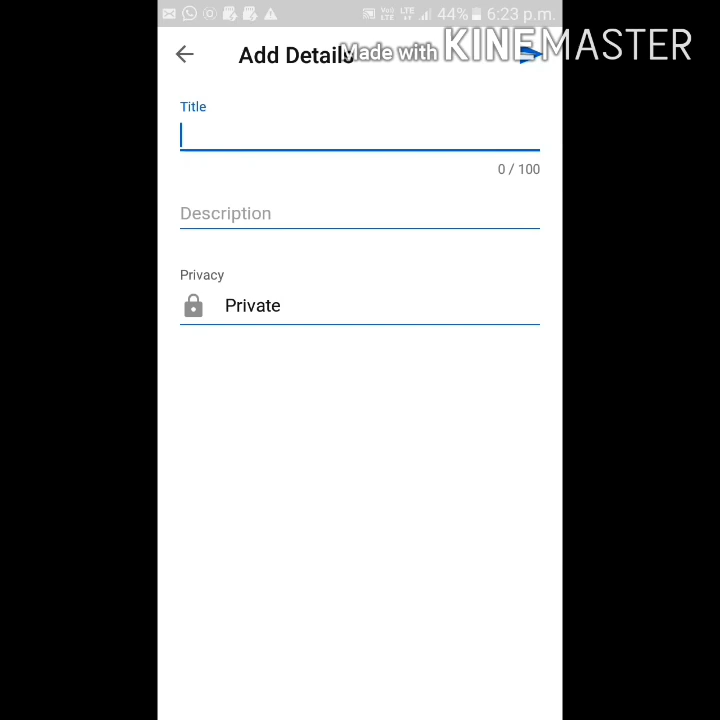 44% 6:23 p.m.
Add Details
Made with KINEMASTER
Title
0 / 100
Description
Privacy
Private